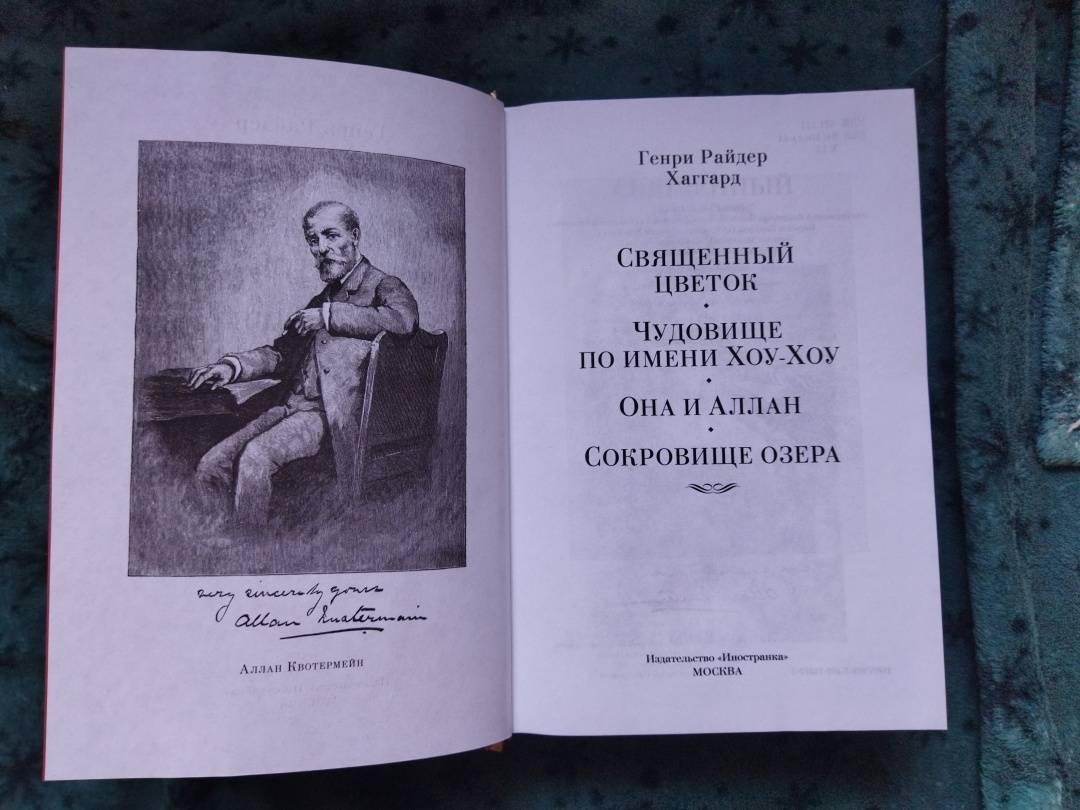 very sincerely yours
Allan Quatermain
Аллан Квотермейн
Генри Райдер
Хаггард
Священный
цветок
Чудовище
по имени Хоу-Хоу
Она и Аллан
Сокровище озера
Издательство «Иностранка»
МОСКВА